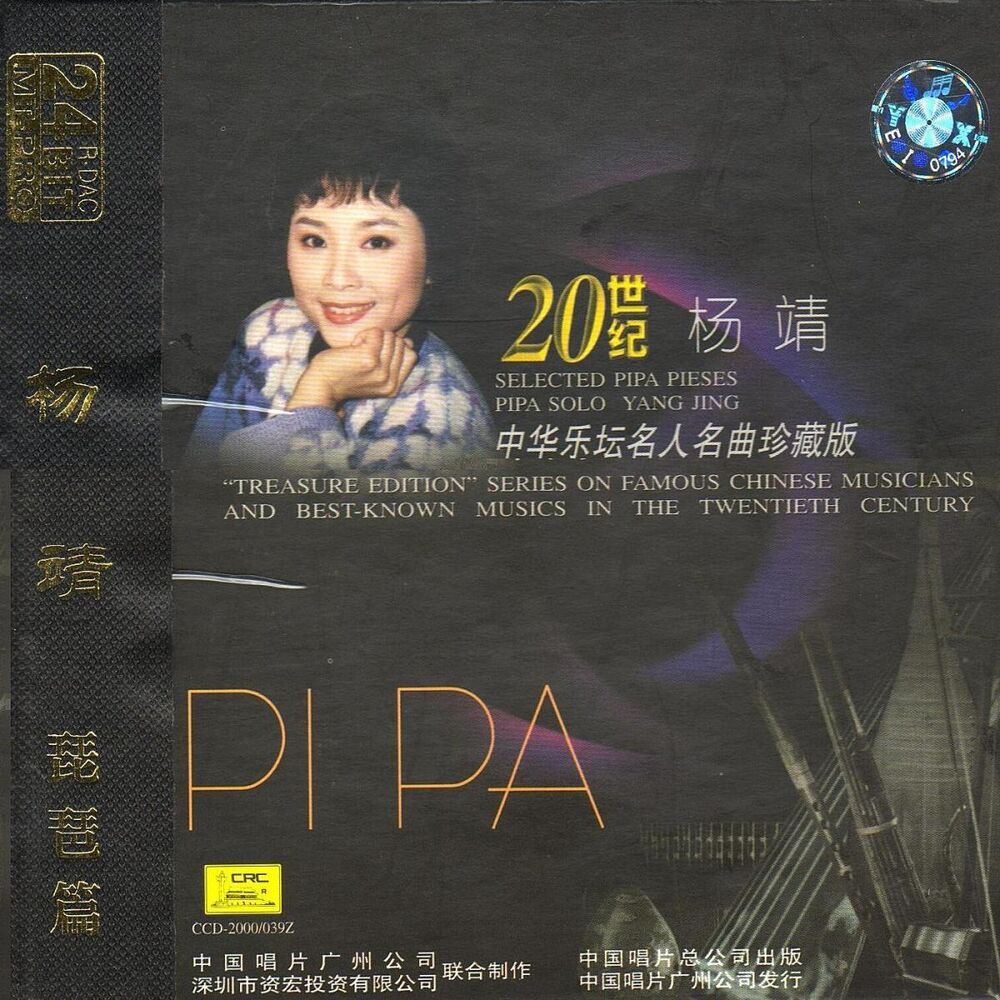 24 BIT
R·DAC
MTPRO
杨
靖
琵
琶
篇
EI
0794
20世纪
杨 靖
SELECTED PIPA PIESES
PIPA SOLO YANG JING
中华乐坛名人名曲珍藏版
“TREASURE EDITION” SERIES ON FAMOUS CHINESE MUSICIANS
AND BEST-KNOWN MUSICS IN THE TWENTIETH CENTURY
PI PA
CRC
R
CCD-2000/039Z
中国唱片广州公司
深圳市资宏投资有限公司
联合制作
中国唱片总公司出版
中国唱片广州公司发行